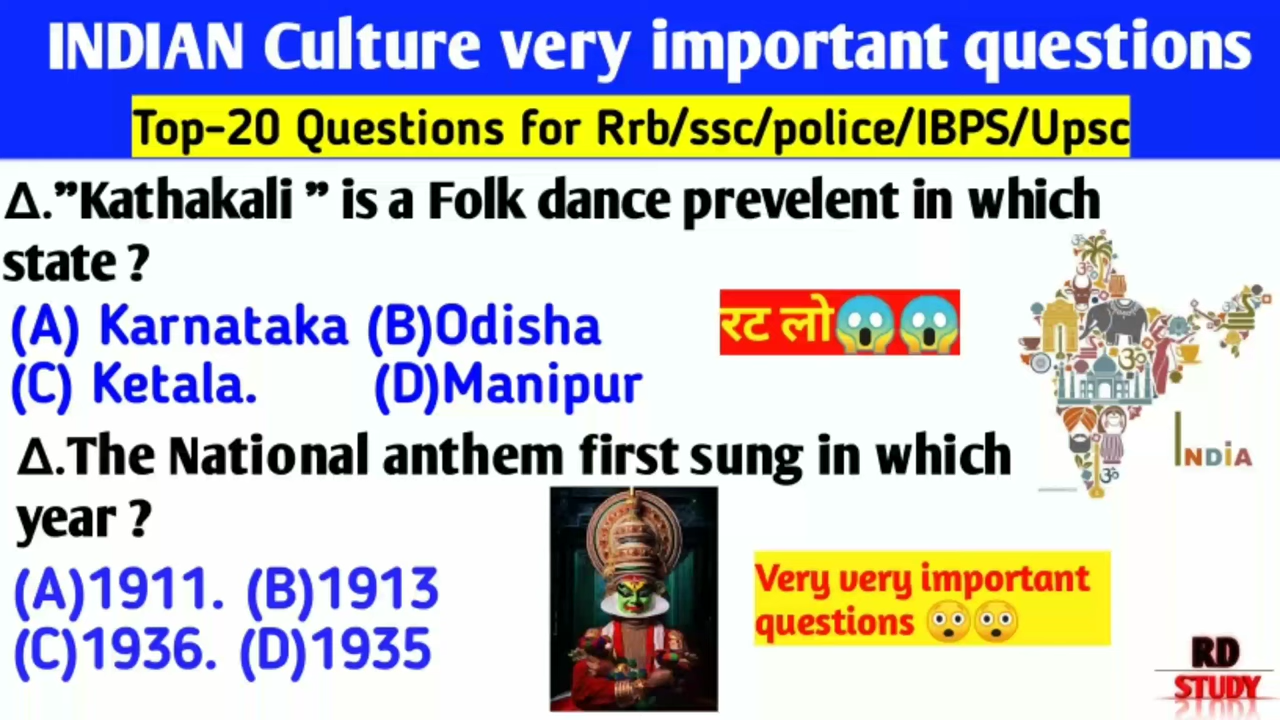 INDIAN Culture very important questions
Top-20 Questions for Rrb/ssc/police/IBPS/Upsc
Δ.”Kathakali ” is a Folk dance prevelent in which
state ?
(A) Karnataka (B)Odisha
(C) Ketala. (D)Manipur
रट लो😱😱
INDiA
Δ.The National anthem first sung in which
year ?
(A)1911. (B)1913
(C)1936. (D)1935
Very very important
questions 😳😳
RD
STUDY